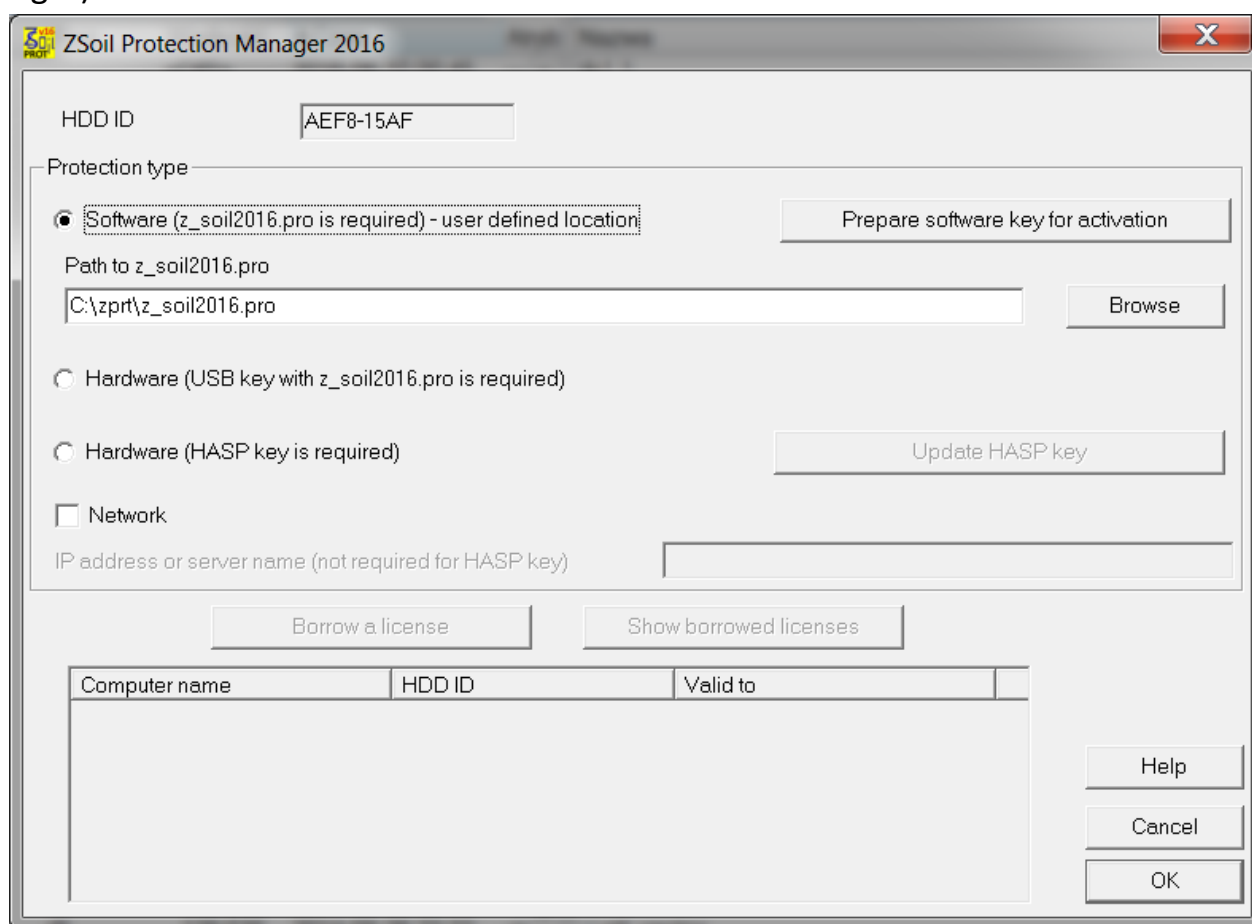 ZSoil Protection Manager 2016
HDD ID AEF8-15AF
Protection type
Software (z_soil2016.pro is required) - user defined location Prepare software key for activation
Path to z_soil2016.pro
C:\zprt\z_soil2016.pro Browse
Hardware (USB key with z_soil2016.pro is required)
Hardware (HASP key is required) Update HASP key
Network
IP address or server name (not required for HASP key)
Borrow a license Show borrowed licenses
Computer name HDD ID Valid to
Help
Cancel
OK